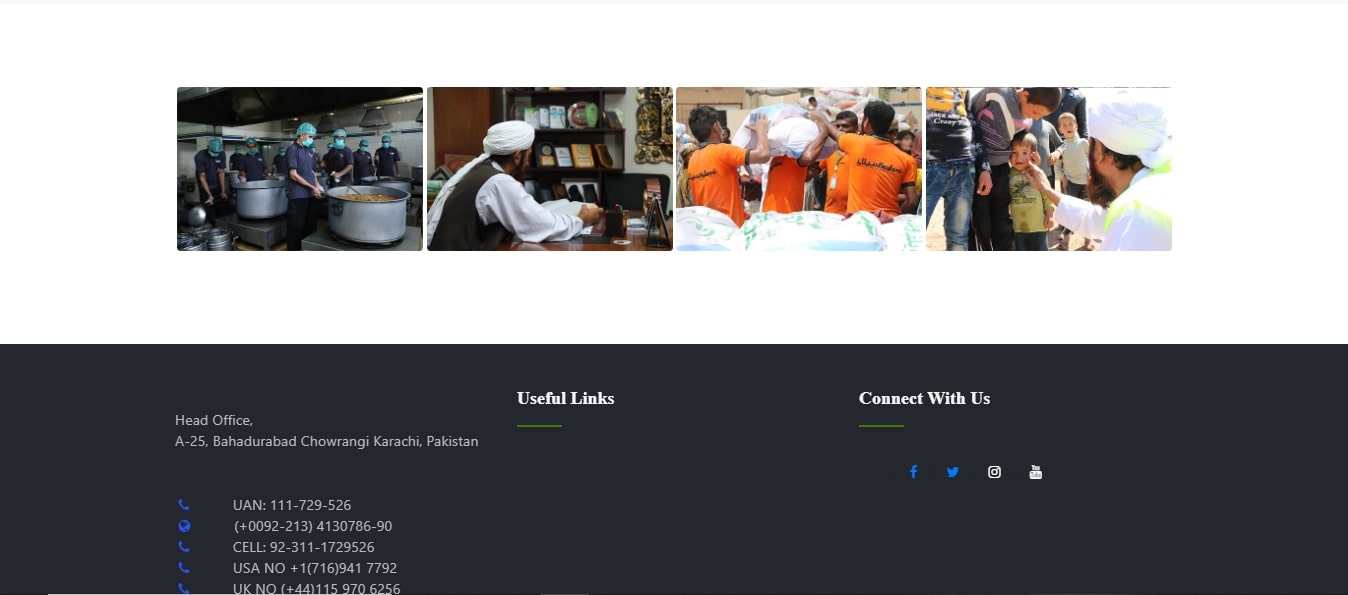 Head Office,
A-25, Bahadurabad Chowrangi Karachi, Pakistan
UAN: 111-729-526
(+0092-213) 4130786-90
CELL: 92-311-1729526
USA NO +1(716)941 7792
UK NO (+44)115 970 6256
Useful Links
Connect With Us